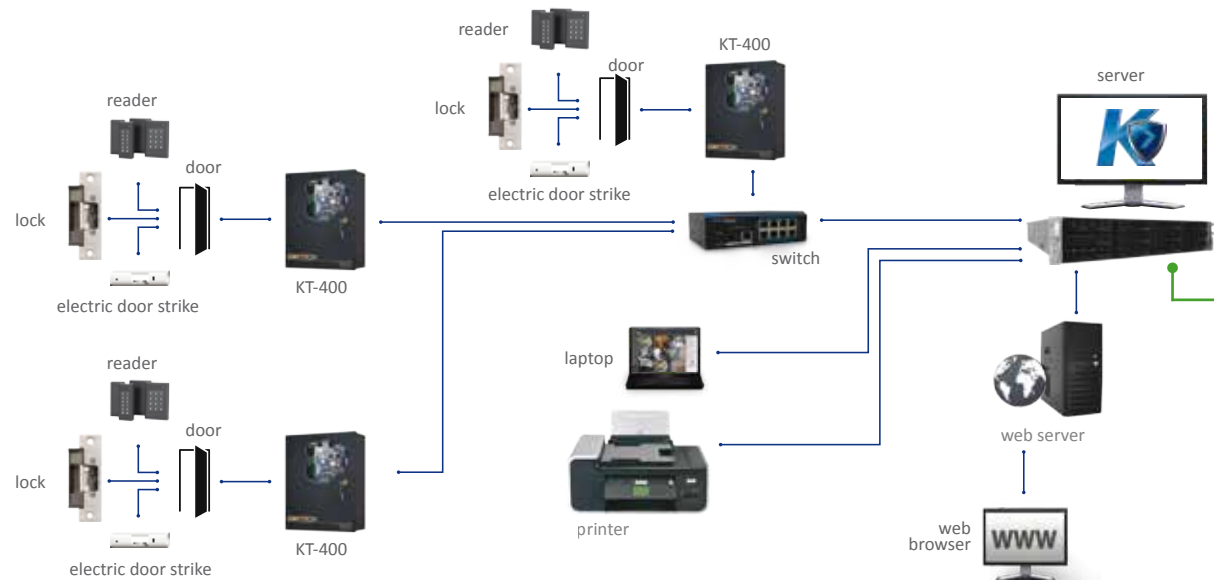 reader
KT-400
door
server
lock
reader
electric door strike
door
lock
switch
KT-400
electric door strike
laptop
reader
door
web server
lock
printer
web
browser
WWW
KT-400
electric door strike